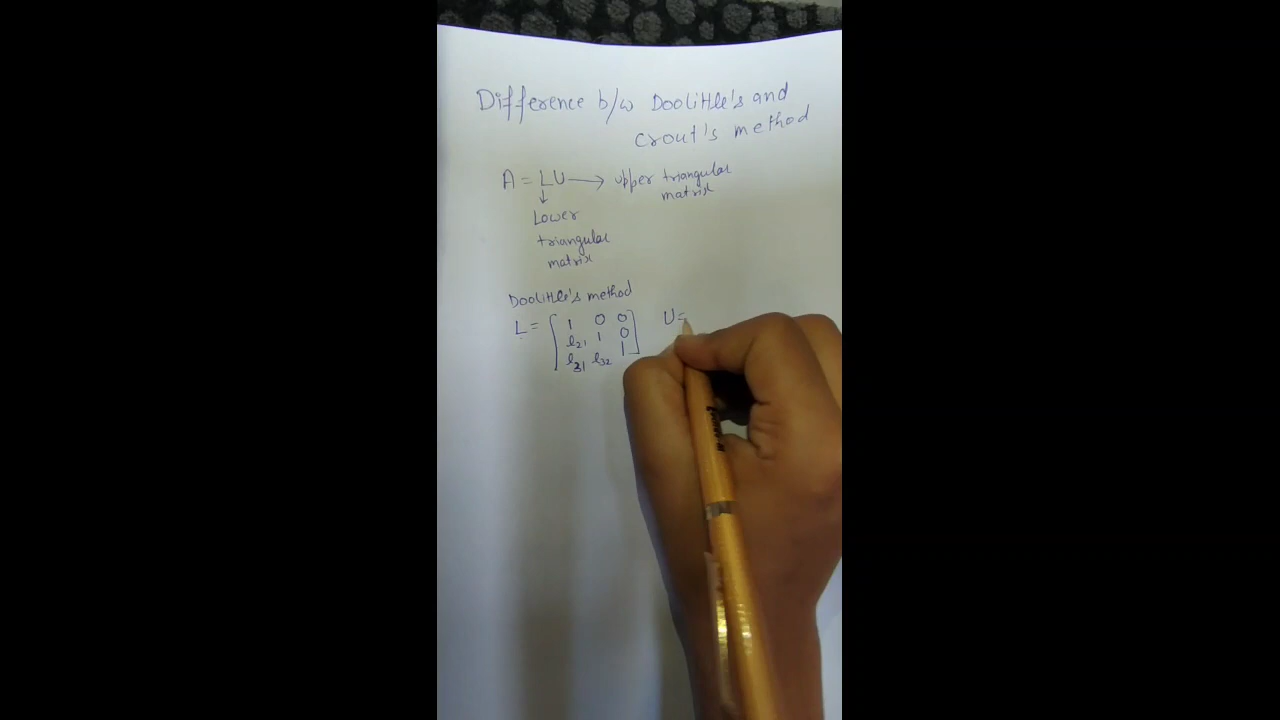 Difference b/w Doolittle's and
Crout's method
A = LU → upper triangular
matrix
↓
Lower
triangular
matrix
Doolittle's method
L = [ 1 0 0 U=
l21 1 0
l31 l32 1 ]